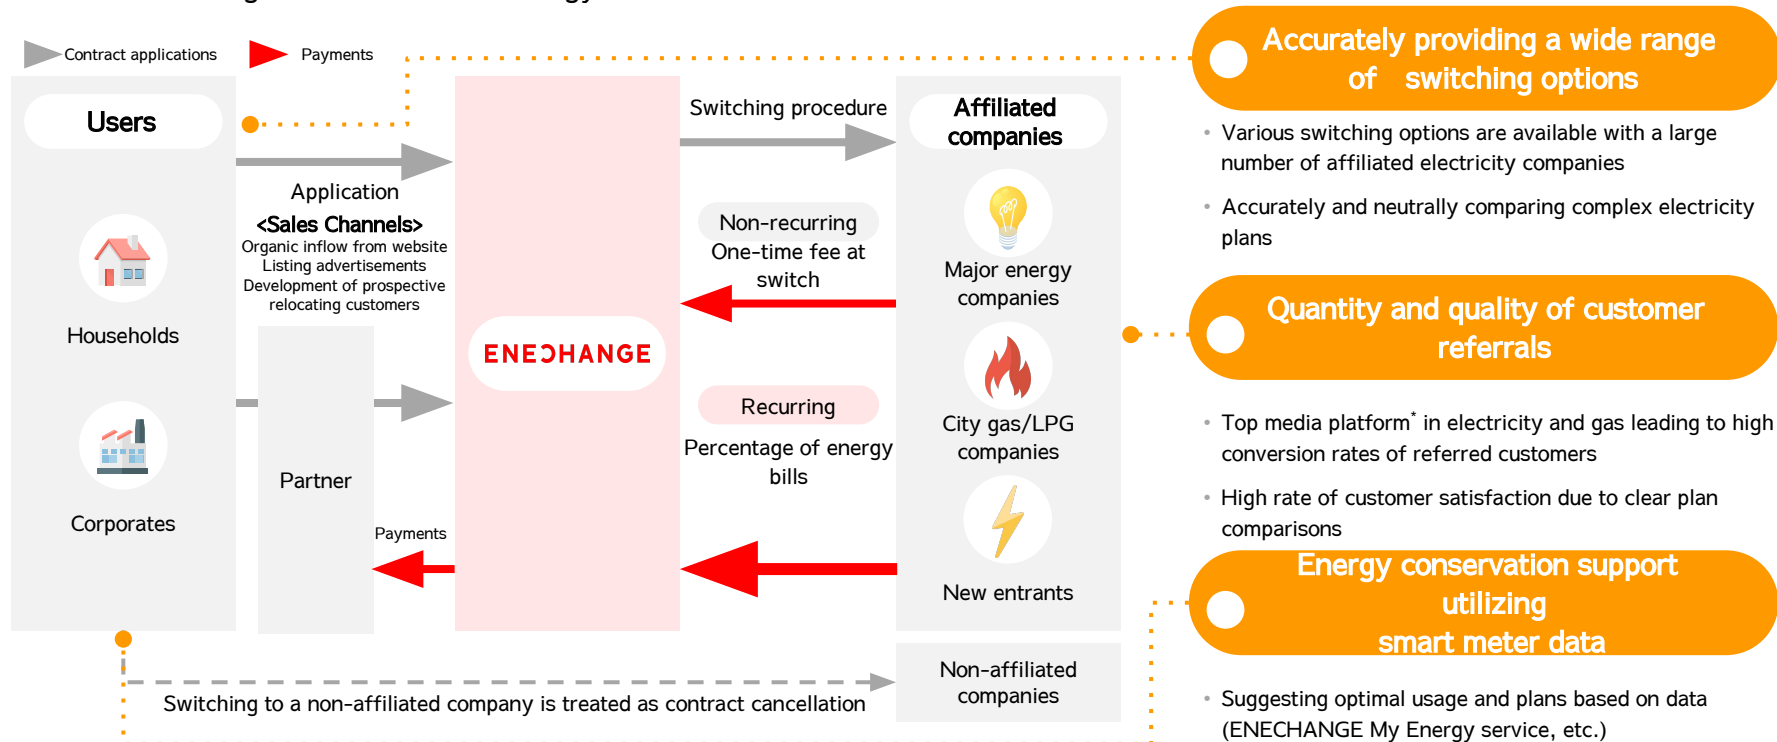 Contract applications
Payments
Users
Households
Corporates
Application
<Sales Channels>
Organic inflow from website
Listing advertisements
Development of prospective
relocating customers
Partner
Payments
ENECHANGE
Switching procedure
Non-recurring
One-time fee at
switch
Recurring
Percentage of energy
bills
Affiliated
companies
Major energy
companies
City gas/LPG
companies
New entrants
Non-affiliated
companies
Switching to a non-affiliated company is treated as contract cancellation
Accurately providing a wide range
of switching options
• Various switching options are available with a large
number of affiliated electricity companies
• Accurately and neutrally comparing complex electricity
plans
Quantity and quality of customer
referrals
• Top media platform* in electricity and gas leading to high
conversion rates of referred customers
• High rate of customer satisfaction due to clear plan
comparisons
Energy conservation support
utilizing
smart meter data
• Suggesting optimal usage and plans based on data
(ENECHANGE My Energy service, etc.)